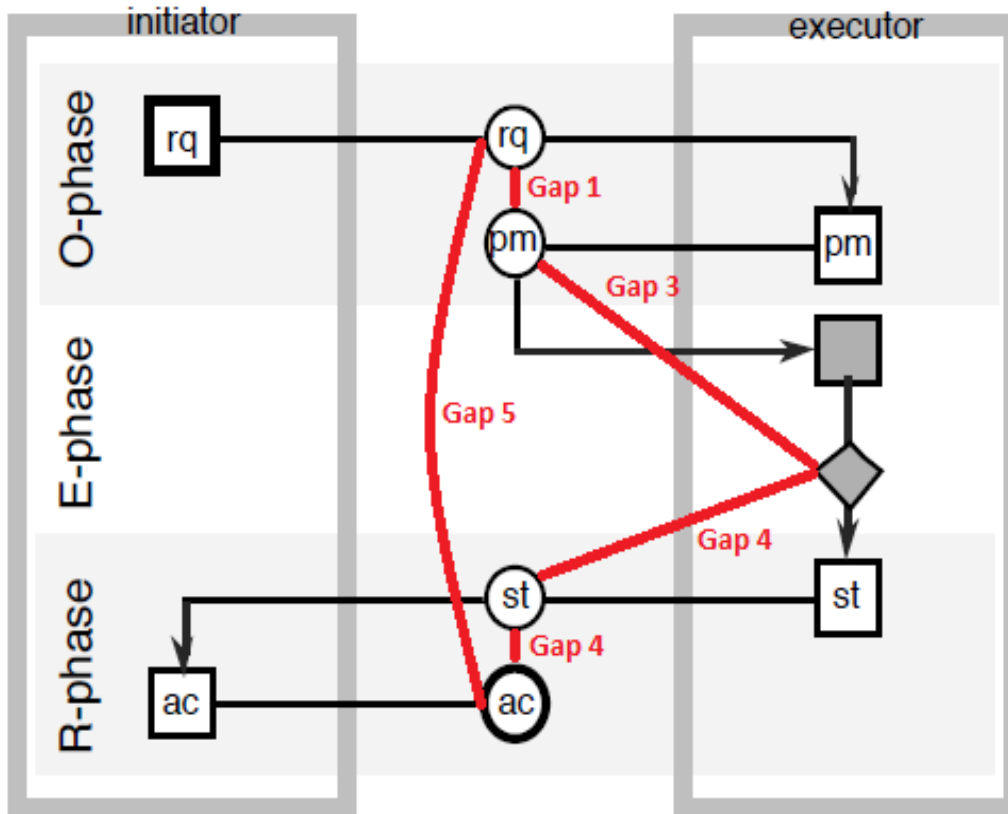 initiator
executor
O-phase
rq
rq
Gap 1
pm
pm
Gap 3
E-phase
Gap 5
Gap 4
R-phase
st
st
Gap 4
ac
ac